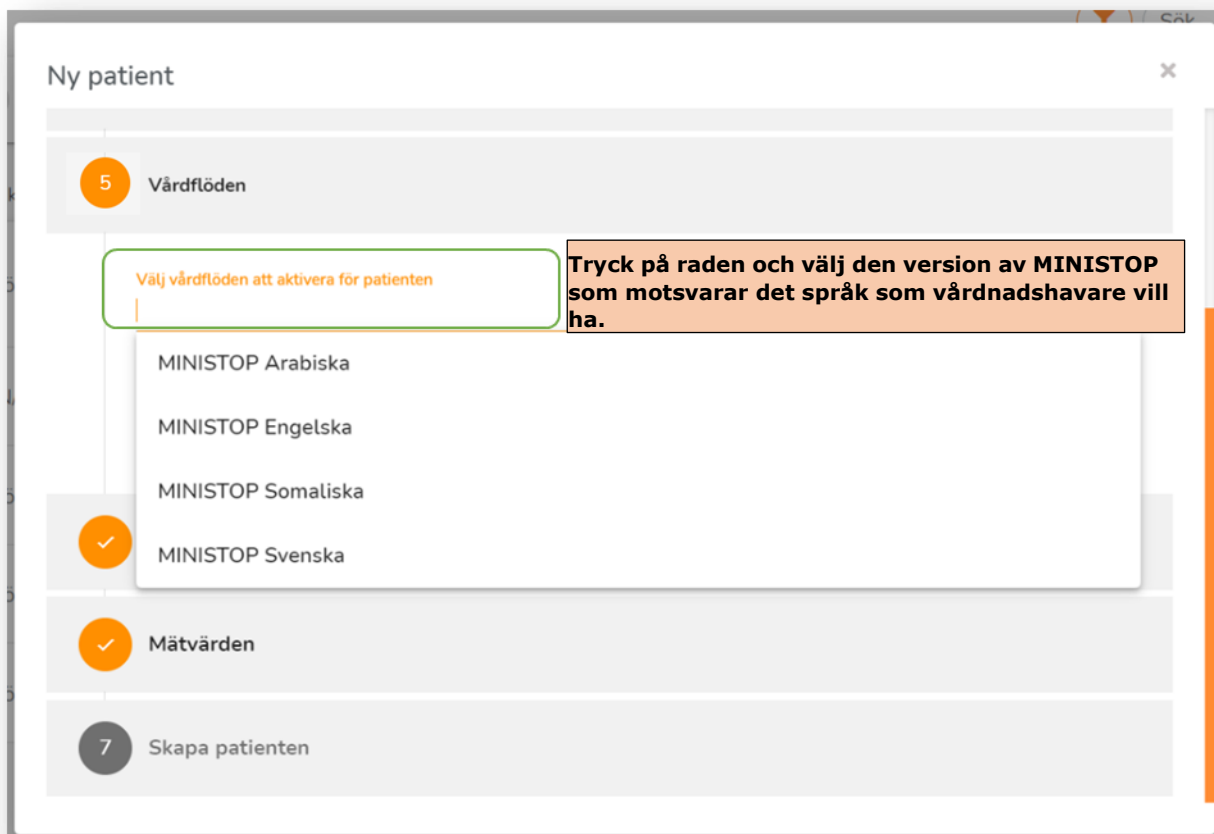 Sök
Ny patient
×
5
Vårdflöden
Välj vårdflöden att aktivera för patienten
Tryck på raden och välj den version av MINISTOP
som motsvarar det språk som vårdnadshavare vill
ha.
MINISTOP Arabiska
MINISTOP Engelska
MINISTOP Somaliska
MINISTOP Svenska
Mätvärden
7
Skapa patienten